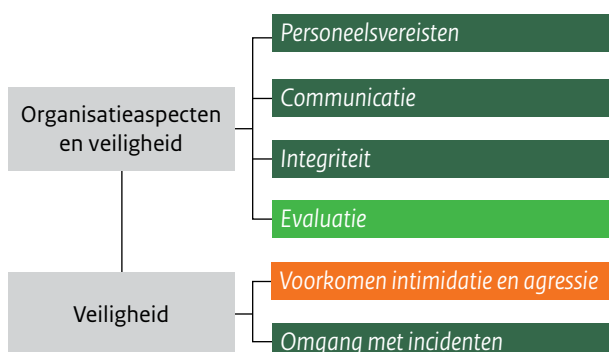 Personeelsvereisten
Communicatie
Organisatieaspecten
en veiligheid
Integriteit
Evaluatie
Voorkomen intimidatie en agressie
Veiligheid
Omgang met incidenten